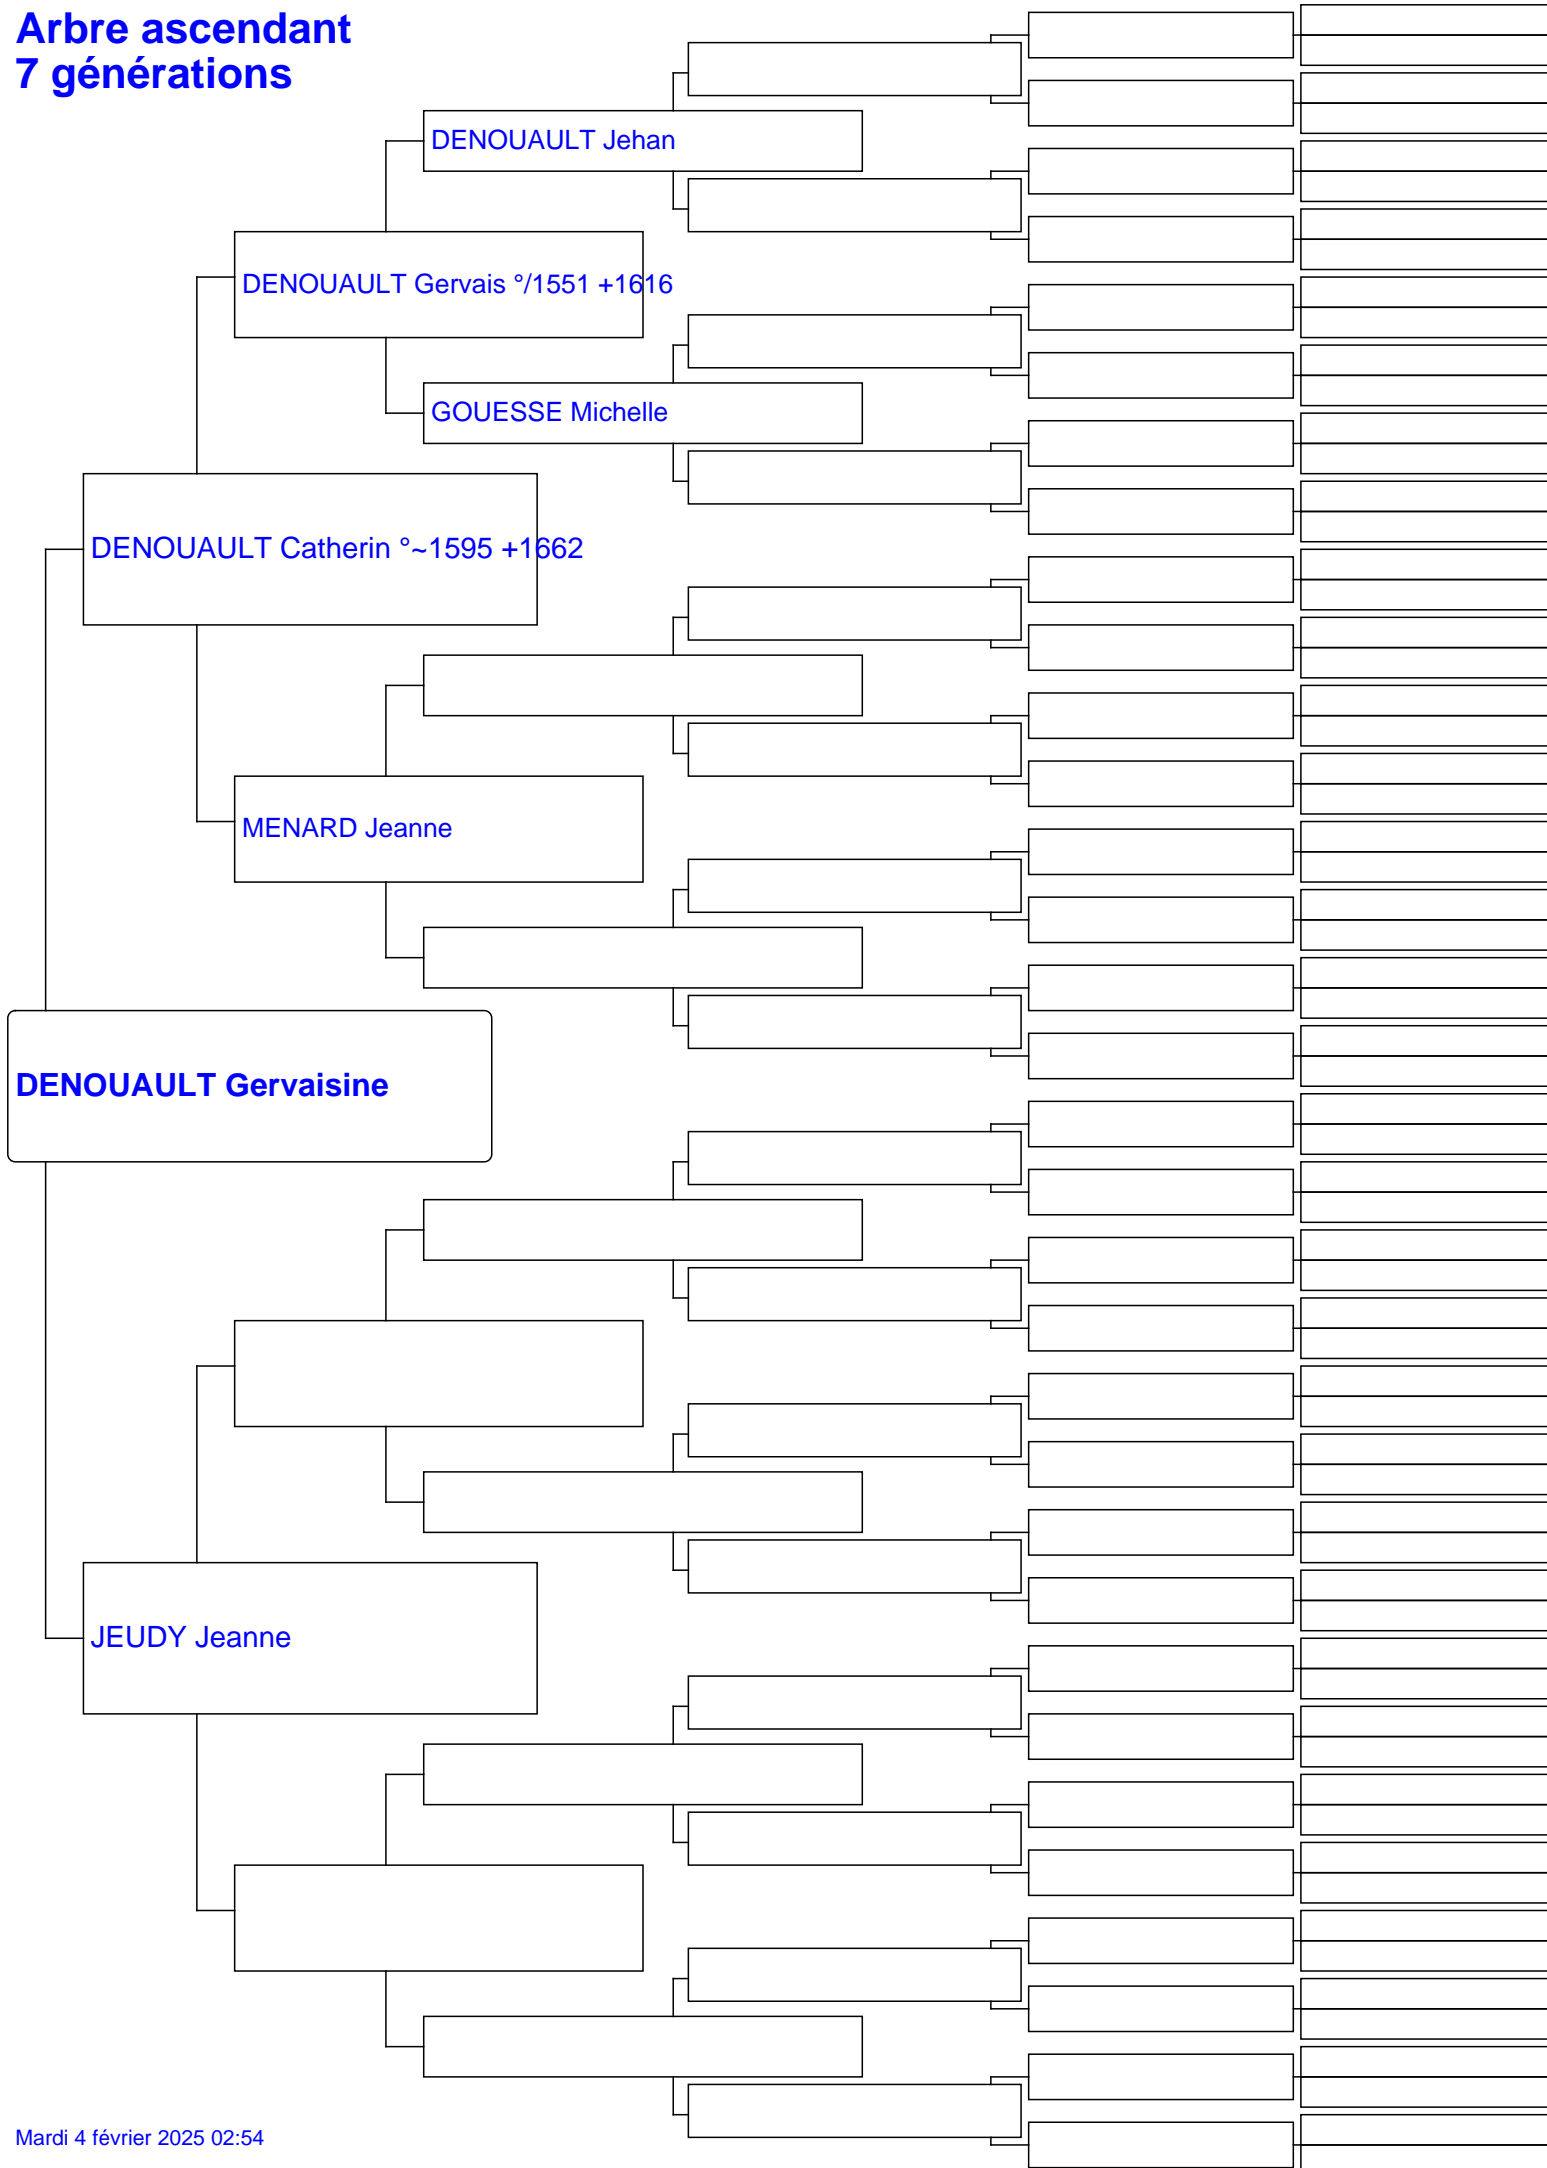 Arbre ascendant
7 générations
DENOUAULT Jehan
DENOUAULT Gervais °/1551 +1616
GOUESSE Michelle
DENOUAULT Catherin °~1595 +1662
MENARD Jeanne
DENOUAULT Gervaisine
JEUDY Jeanne
Mardi 4 février 2025 02:54